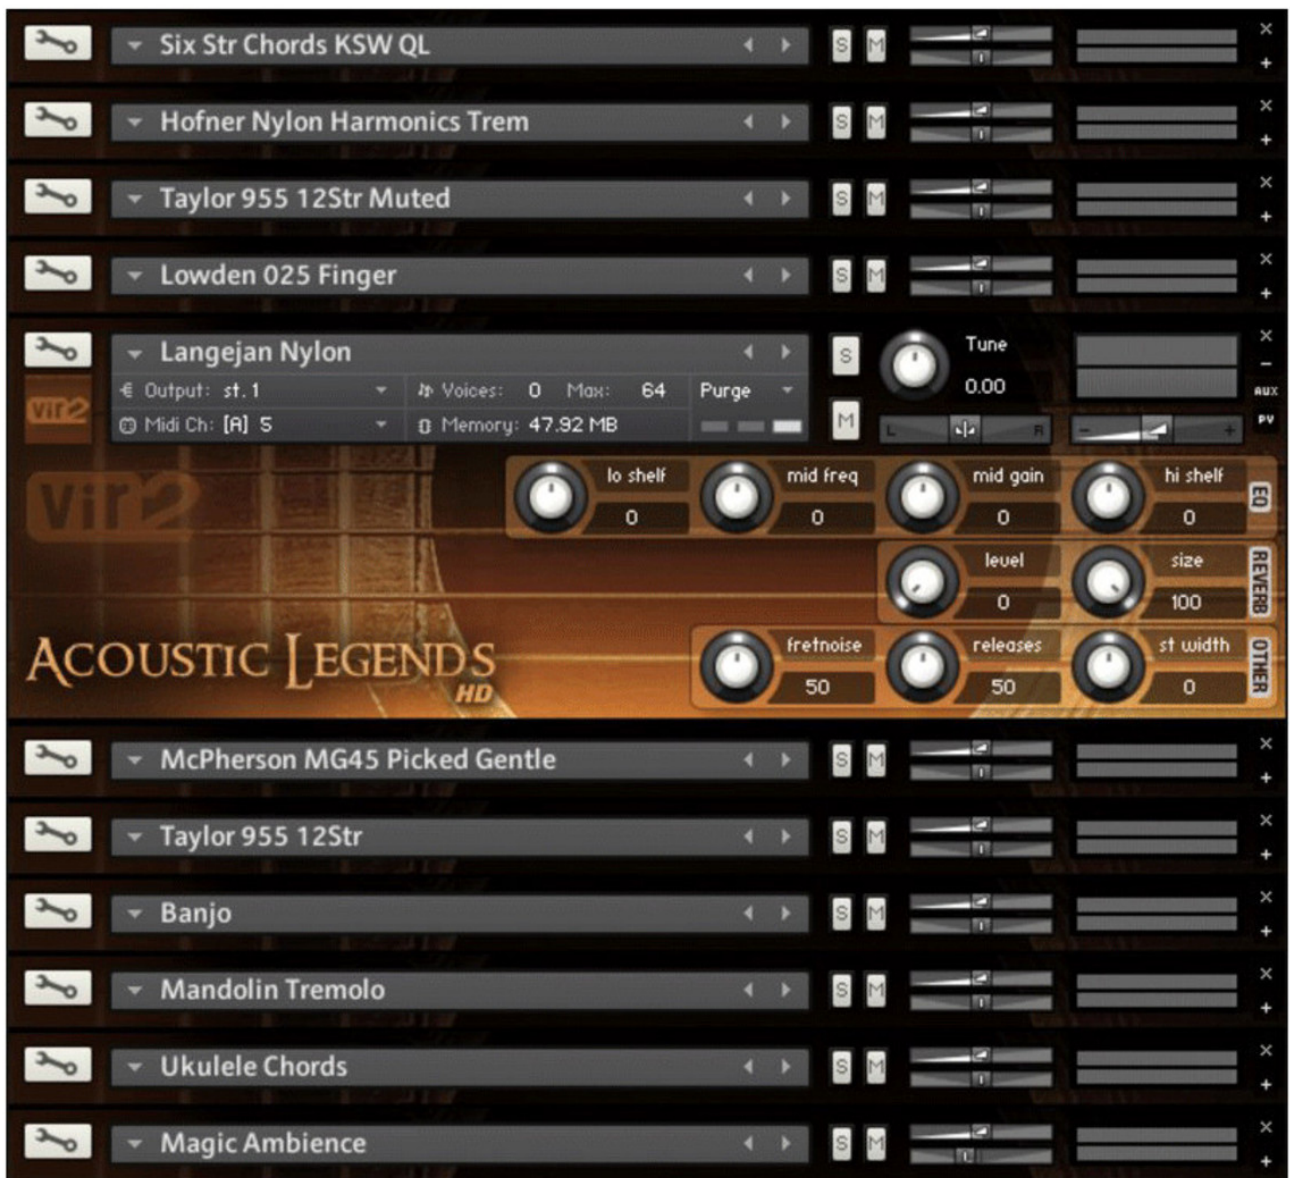 Six Str Chords KSW QL S M
Hofner Nylon Harmonics Trem S M
Taylor 955 12Str Muted S M
Lowden 025 Finger S M
Langejan Nylon S Tune
0.00
Output: st. 1 Voices: 0 Max: 64 Purge AUX
vir2 Midi Ch: [A] 5 Memory: 47.92 MB M L R - + PV
vir2
lo shelf mid freq mid gain hi shelf EQ
0 0 0 0
level size REVERB
0 100
ACOUSTIC LEGENDS HD
fretnoise releases st width OTHER
50 50 0
McPherson MG45 Picked Gentle S M
Taylor 955 12Str S M
Banjo S M
Mandolin Tremolo S M
Ukulele Chords S M
Magic Ambience S M